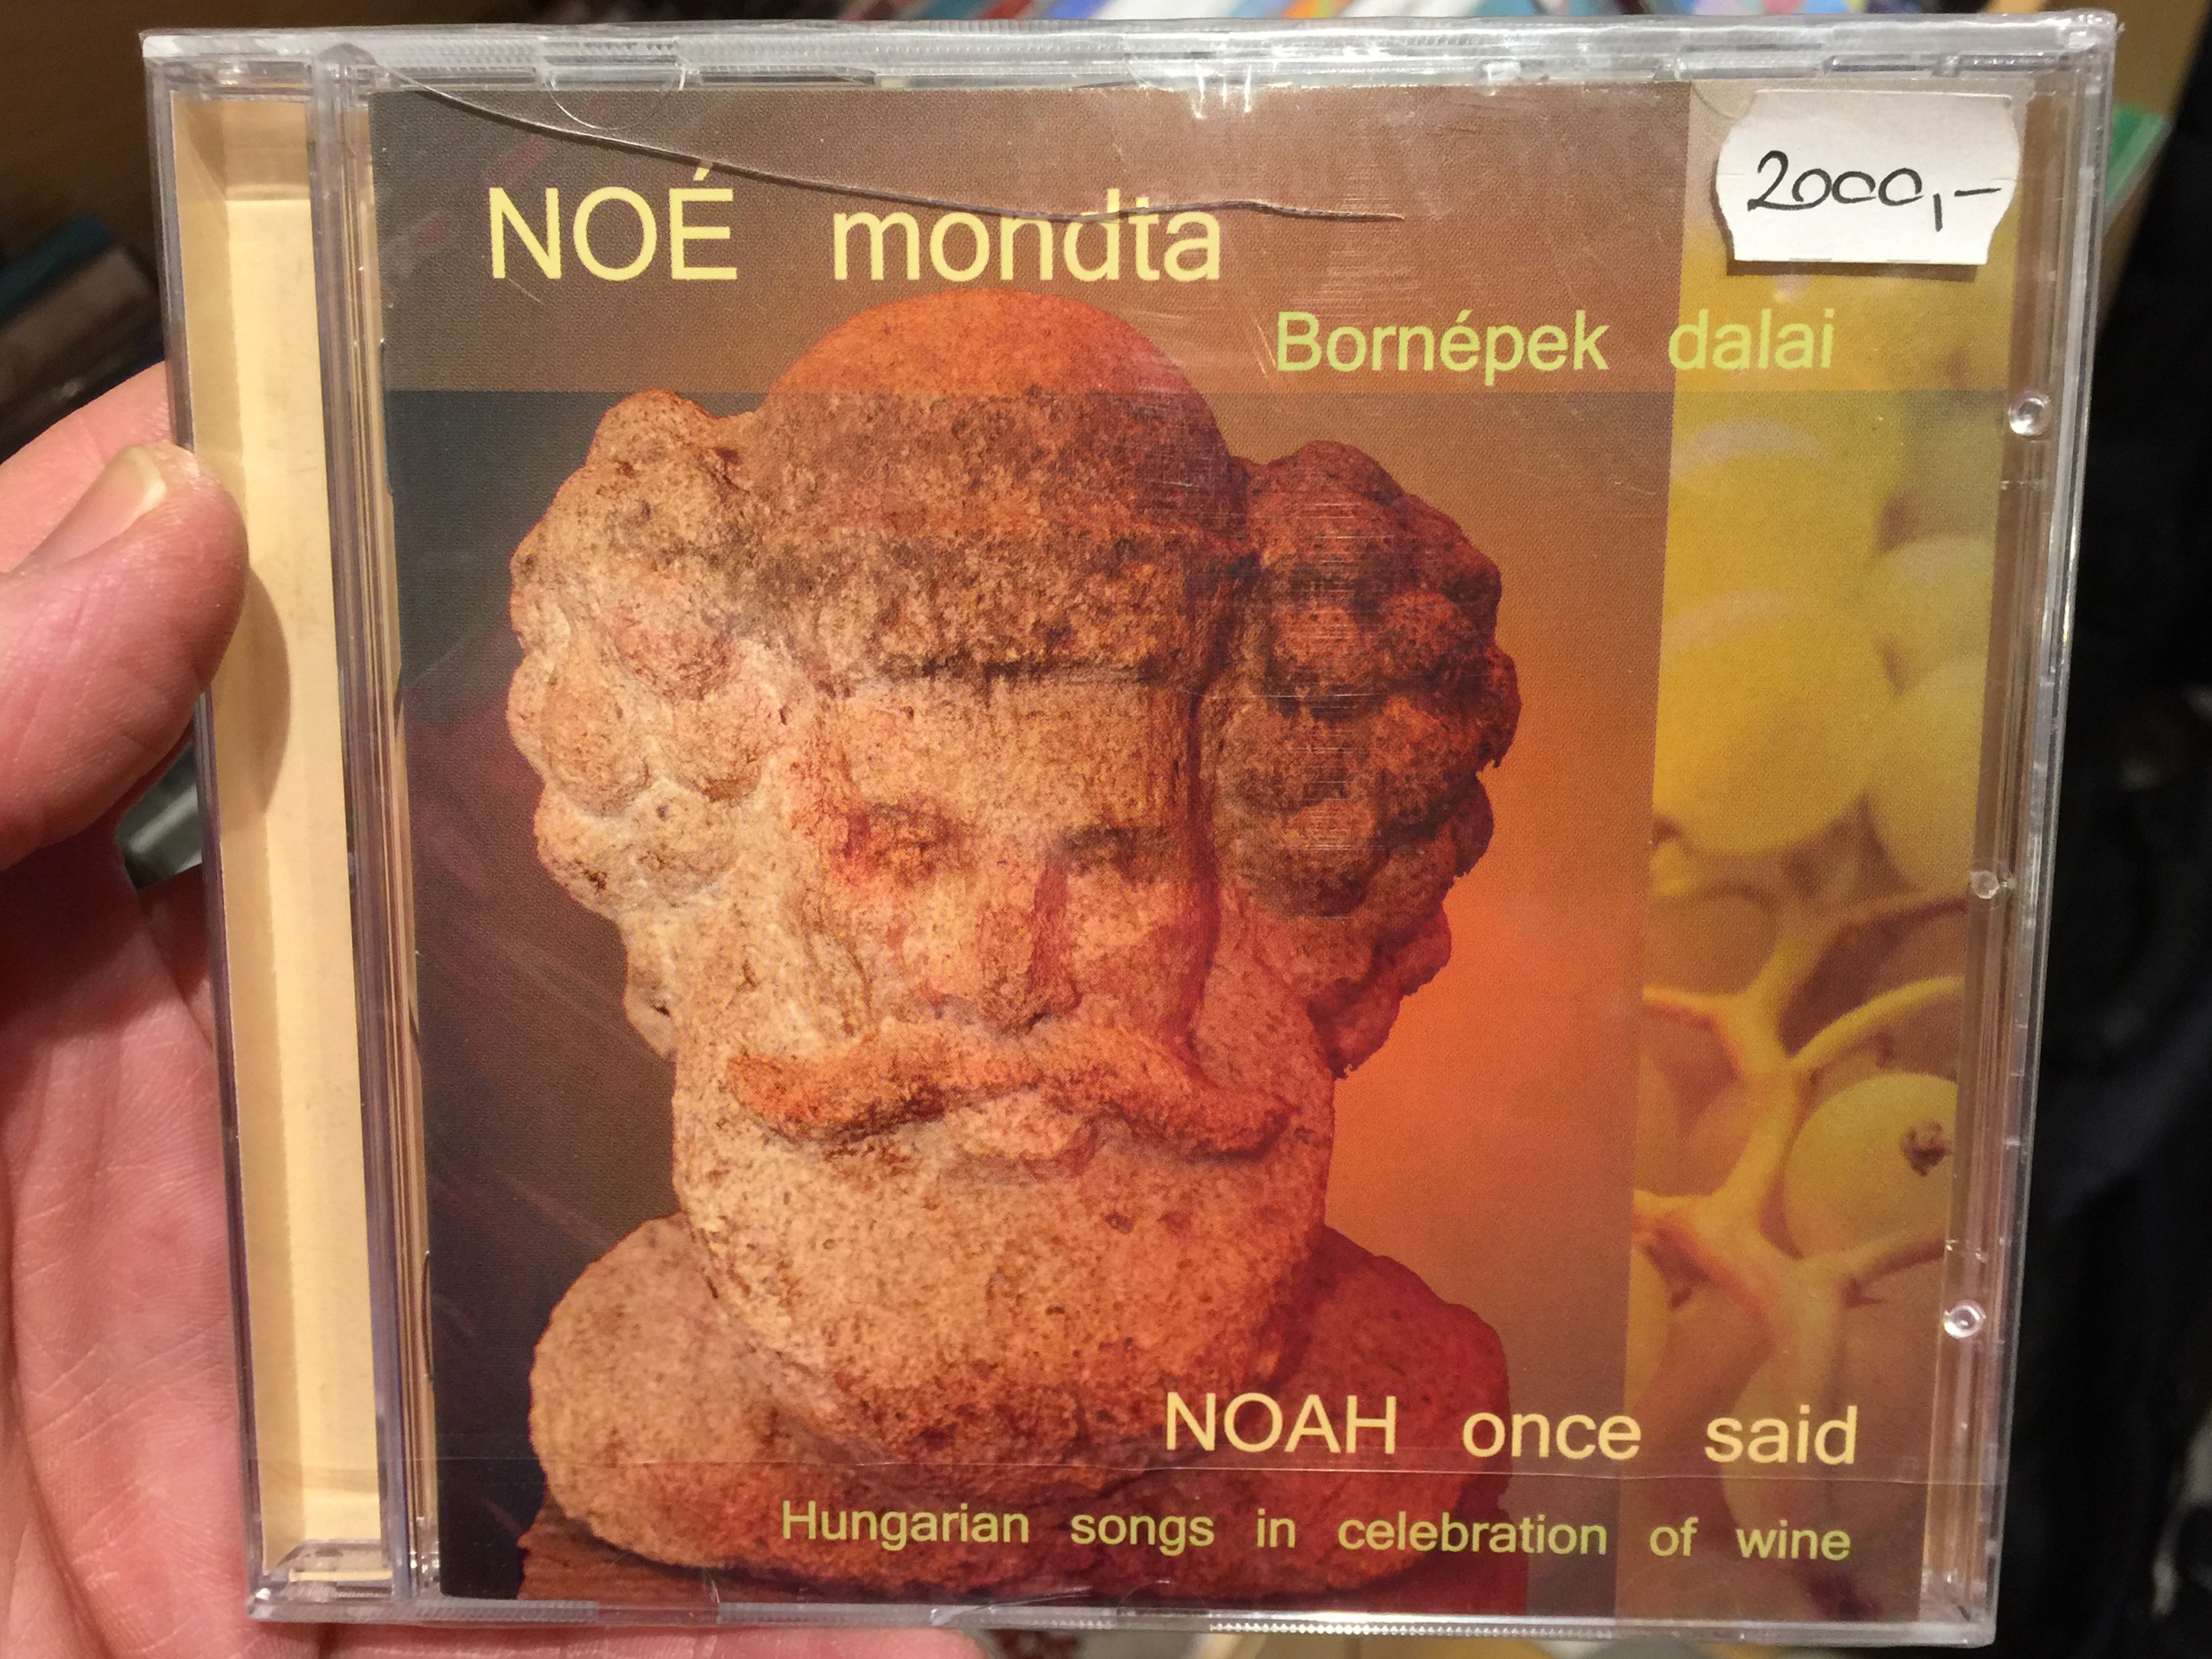 NOÉ mondta
2000,-
Bornépek dalai
NOAH once said
Hungarian songs in celebration of wine